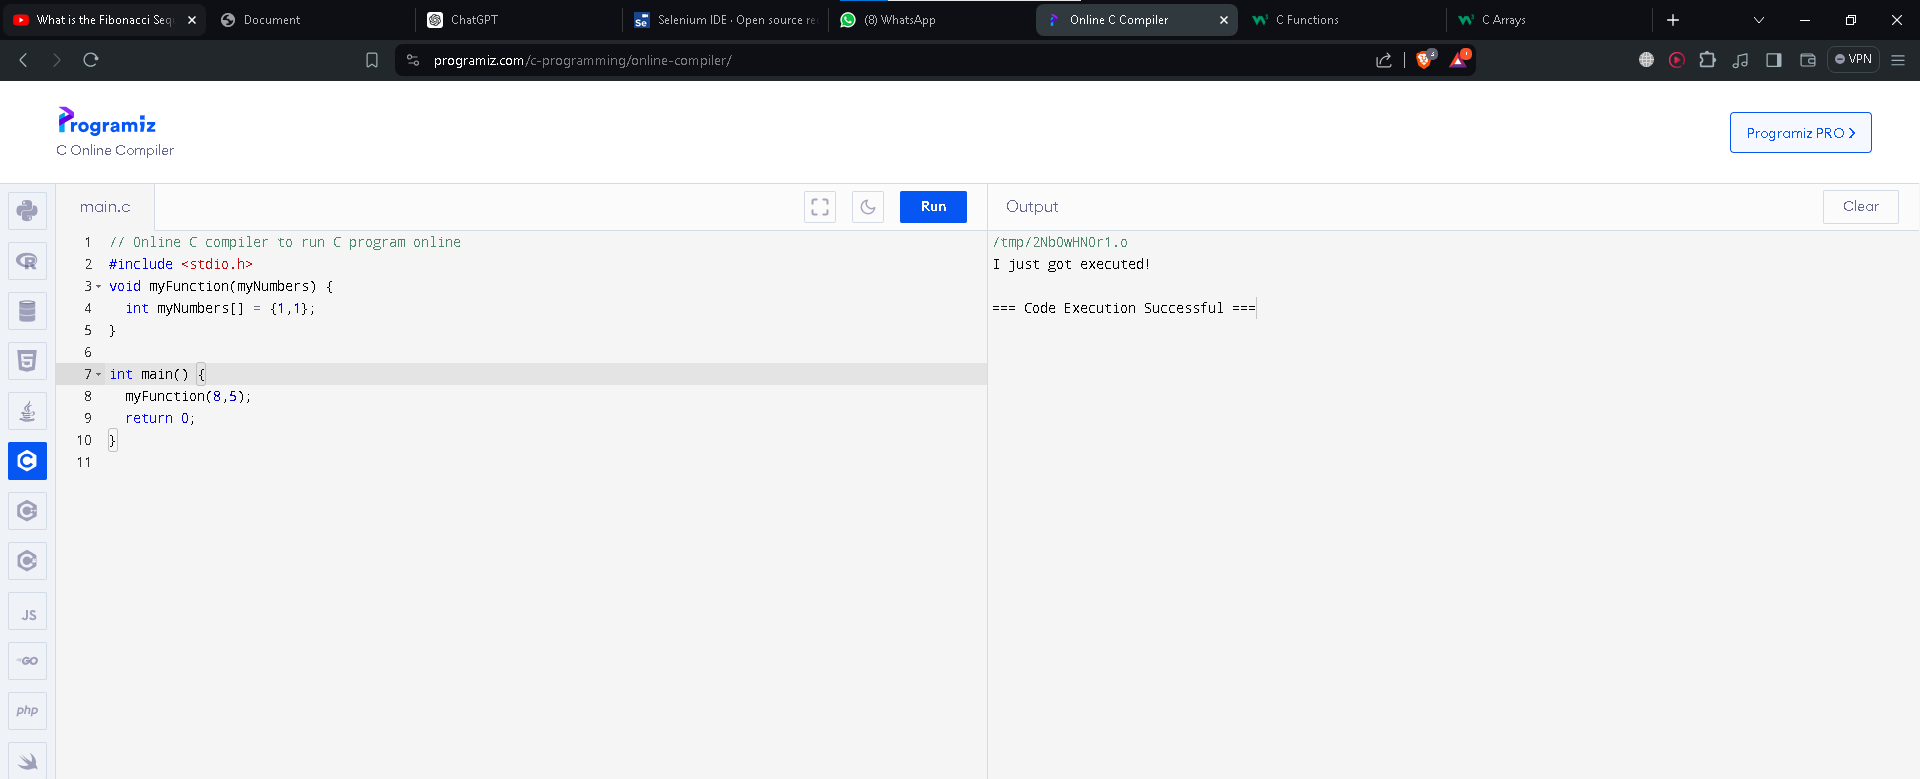 What is the Fibonacci Seq
Document
ChatGPT
Selenium IDE · Open source re
(8) WhatsApp
Online C Compiler
C Functions
C Arrays
programiz.com/c-programming/online-compiler/
3
1
VPN
Programiz
C Online Compiler
Programiz PRO
main.c
Run
Output
Clear
1 // Online C compiler to run C program online
2 #include <stdio.h>
3 void myFunction(myNumbers) {
4 int myNumbers[] = {1,1};
5 }
6
7 int main() {
8 myFunction(8,5);
9 return 0;
10 }
11
/tmp/2Nb0wHN0r1.o
I just got executed!
=== Code Execution Successful ===
R
5
C
C
C
JS
GO
php